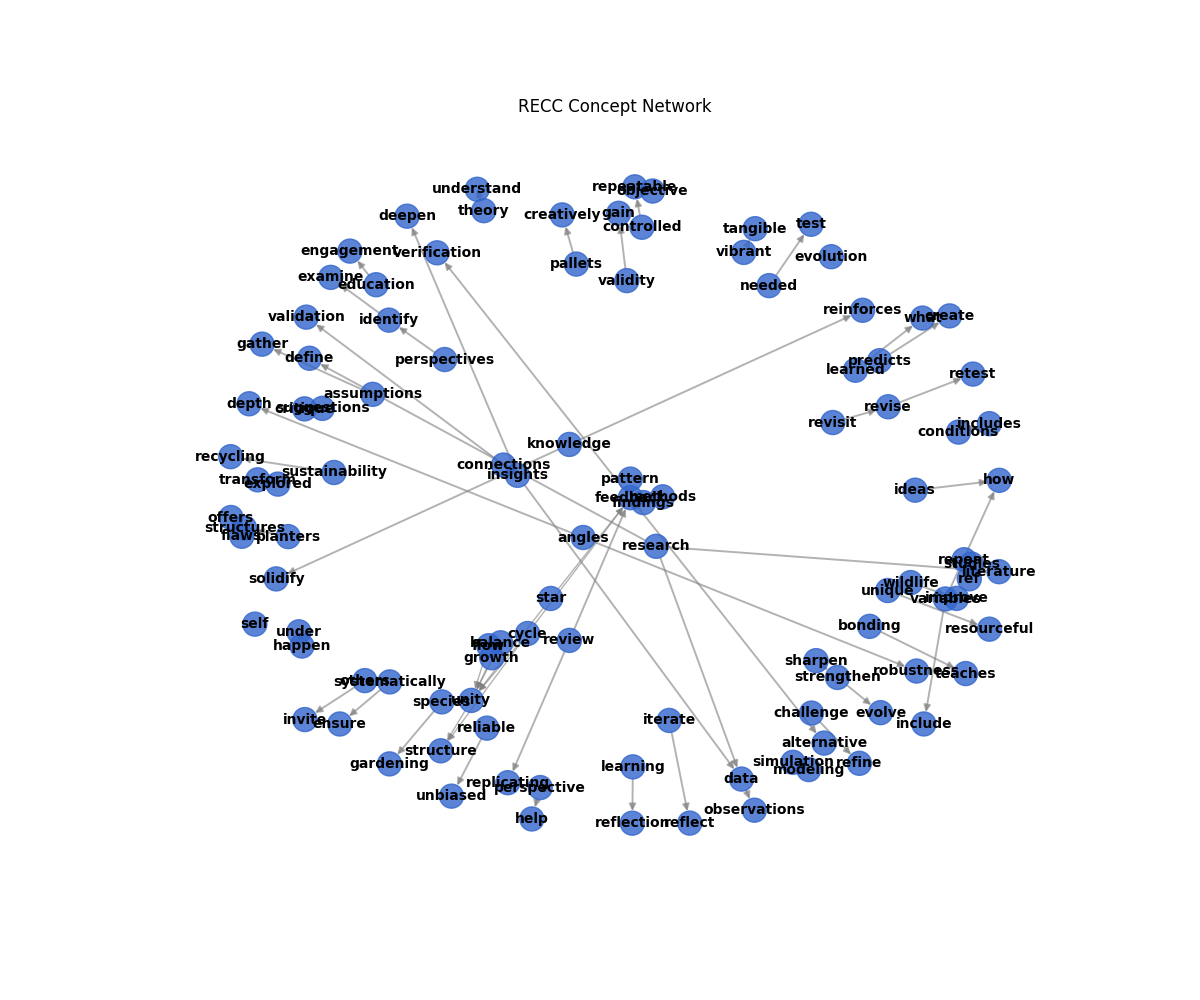 RECC Concept Network
understand
theory
deepen
creatively
repeatable
objective
gain
controlled
tangible
test
vibrant
evolution
engagement
verification
examine
education
pallets
validity
needed
validation
identify
reinforces
what
create
gather
define
perspectives
predicts
learned
retest
depth
critique
suggestions
assumptions
revisit
revise
includes
conditions
knowledge
recycling
connections
insights
sustainability
transform
explored
pattern
feedback
methods
findings
ideas
how
offers
structures
flaws
planters
angles
research
repeat
studies
literature
ref
solidify
wildlife
unique
variables
improve
star
self
under
happen
cycle
review
balance
growth
bonding
resourceful
sharpen
strengthen
robustness
teaches
others
systematically
species
unity
invite
ensure
reliable
iterate
challenge
evolve
include
structure
alternative
gardening
learning
simulation
modeling
refine
unbiased
replicating
perspective
data
help
reflection
reflect
observations